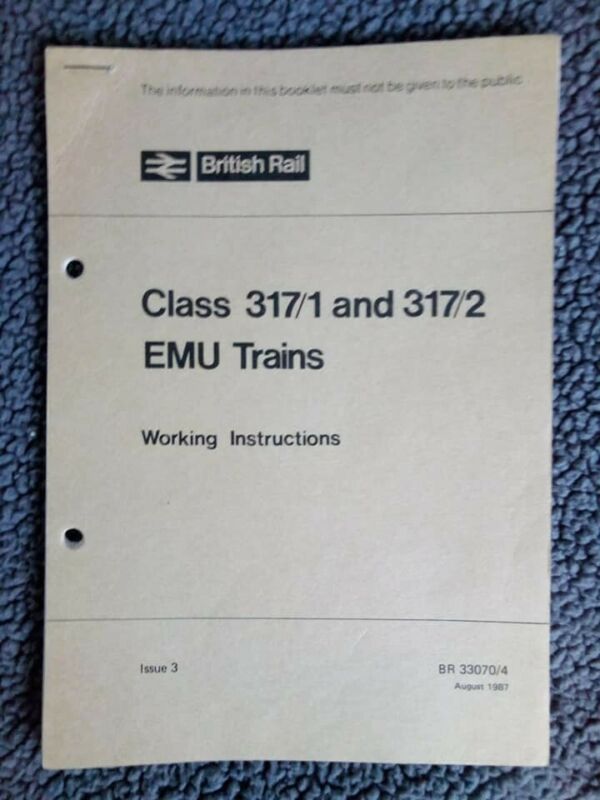 The information in this booklet must not be given to the public
British Rail
Class 317/1 and 317/2
EMU Trains
Working Instructions
Issue 3
BR 33070/4
August 1987